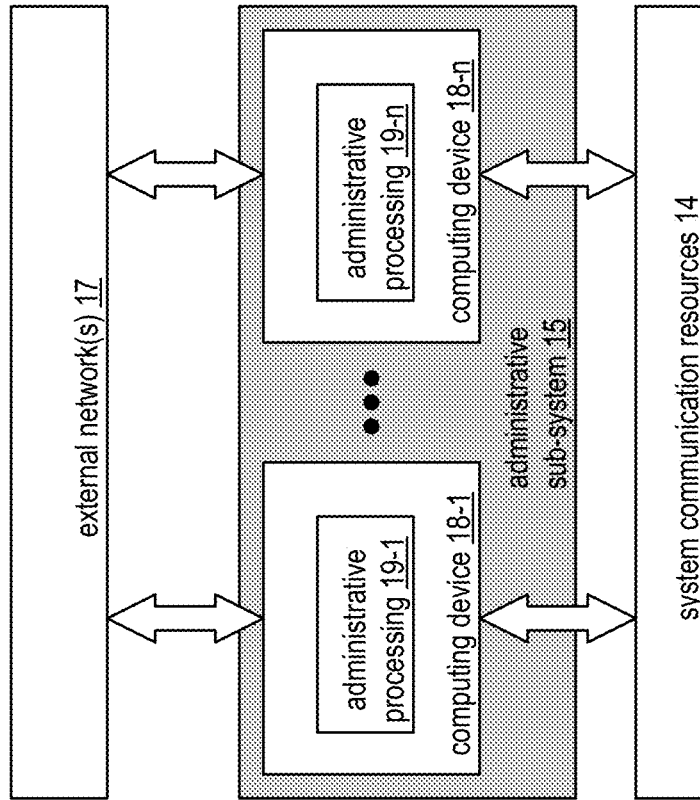 external network(s) 17
administrative
processing 19-1
computing device 18-1
administrative
processing 19-n
computing device 18-n
administrative
sub-system 15
system communication resources 14